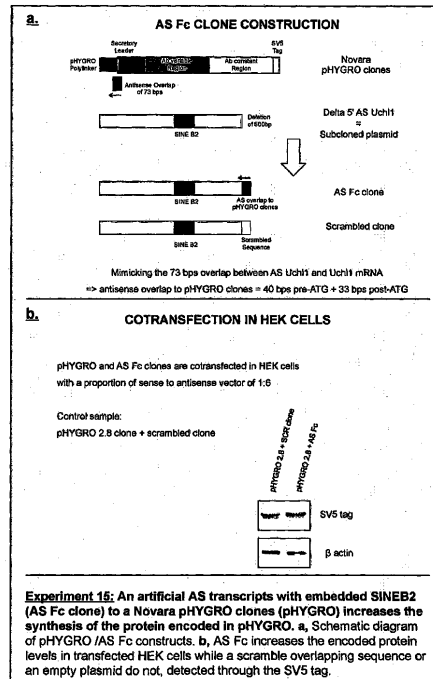 a.
AS Fc CLONE CONSTRUCTION
Secretory
Leader
SV5
Tag
pHYGRO
Polylinker
Ab variable
Region
Ab constant
Region
Novara
pHYGRO clones
Antisense Overlap
of 73 bps
Deletion
of 600bp
Delta 5' AS Uchl1
=
Subcloned plasmid
SINE B2
AS overlap to
pHYGRO clones
AS Fc clone
SINE B2
Scrambled clone
SINE B2
Scrambled
Sequence
Mimicking the 73 bps overlap between AS Uchl1 and Uchl1 mRNA
=> antisense overlap to pHYGRO clones = 40 bps pre-ATG + 33 bps post-ATG
b.
COTRANSFECTION IN HEK CELLS
pHYGRO and AS Fc clones are cotransfected in HEK cells
with a proportion of sense to antisense vector of 1:6
Control sample:
pHYGRO 2.8 clone + scrambled clone
pHYGRO 2.8 + SCR clone
pHYGRO 2.8 + AS Fc
SV5 tag
β actin
Experiment 15: An artificial AS transcripts with embedded SINEB2
(AS Fc clone) to a Novara pHYGRO clones (pHYGRO) increases the
synthesis of the protein encoded in pHYGRO. a, Schematic diagram
of pHYGRO /AS Fc constructs. b, AS Fc increases the encoded protein
levels in transfected HEK cells while a scramble overlapping sequence or
an empty plasmid do not, detected through the SV5 tag.